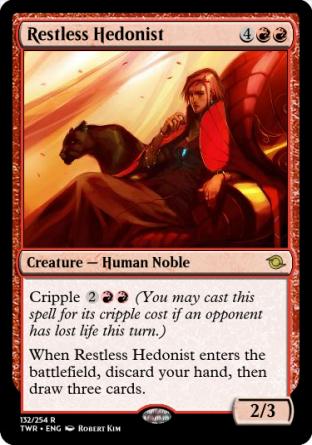 Restless Hedonist 4
Creature — Human Noble
Cripple 2 (You may cast this
spell for its cripple cost if an opponent
has lost life this turn.)
When Restless Hedonist enters the
battlefield, discard your hand, then
draw three cards.
2/3
132/254 R
TWR • ENG Robert Kim